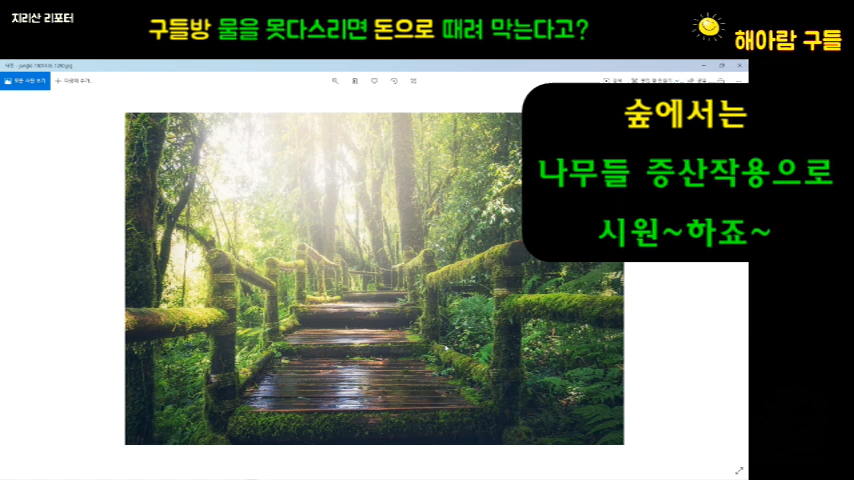 지리산 리포터
구들방 물을 못다스리면 돈으로 때려 막는다고?
해아람 구들
숲에서는
나무들 증산작용으로
시원~하죠~